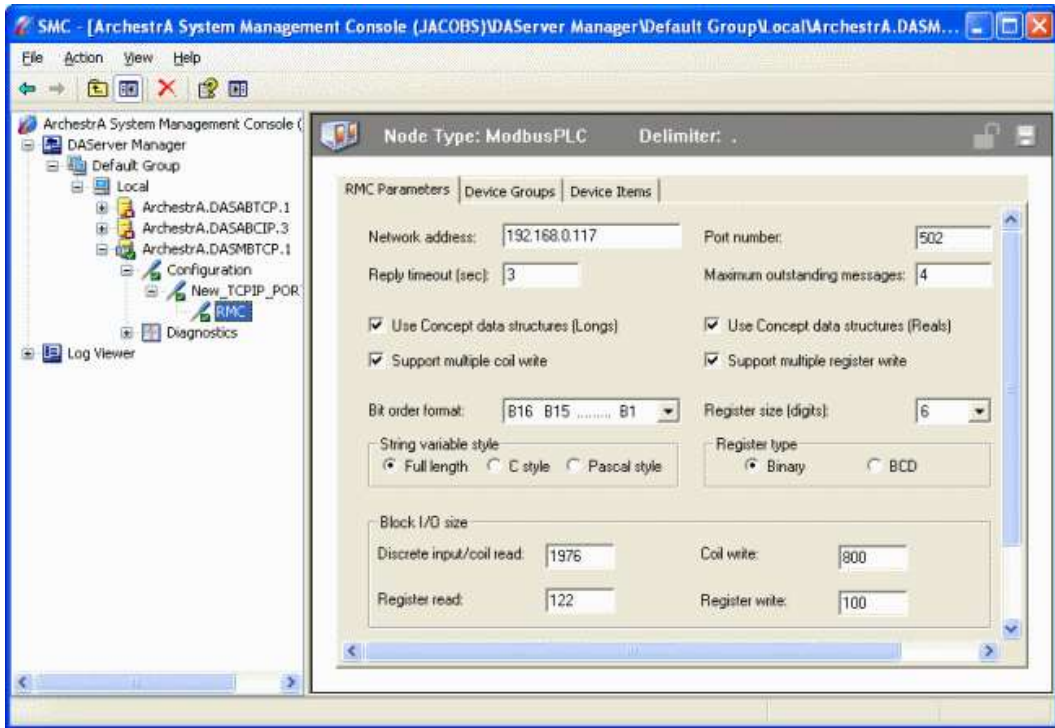 SMC - [ArchestrA System Management Console (JACOBS)\DAServer Manager\Default Group\Local\ArchestrA.DASM...
File Action View Help
ArchestrA System Management Console (
DAServer Manager
Default Group
Local
ArchestrA.DASABTCP.1
ArchestrA.DASABCIP.3
ArchestrA.DASMBTCP.1
Configuration
New_TCPIP_POR
RMC
Diagnostics
Log Viewer
Node Type: ModbusPLC Delimiter: .
RMC Parameters Device Groups Device Items
Network address: 192.168.0.117 Port number: 502
Reply timeout (sec): 3 Maximum outstanding messages: 4
Use Concept data structures (Longs) Use Concept data structures (Reals)
Support multiple coil write Support multiple register write
Bit order format: B16 B15 ......... B1 Register size (digits): 6
String variable style Register type
Full length C style Pascal style Binary BCD
Block I/O size
Discrete input/coil read: 1976 Coil write: 800
Register read: 122 Register write: 100